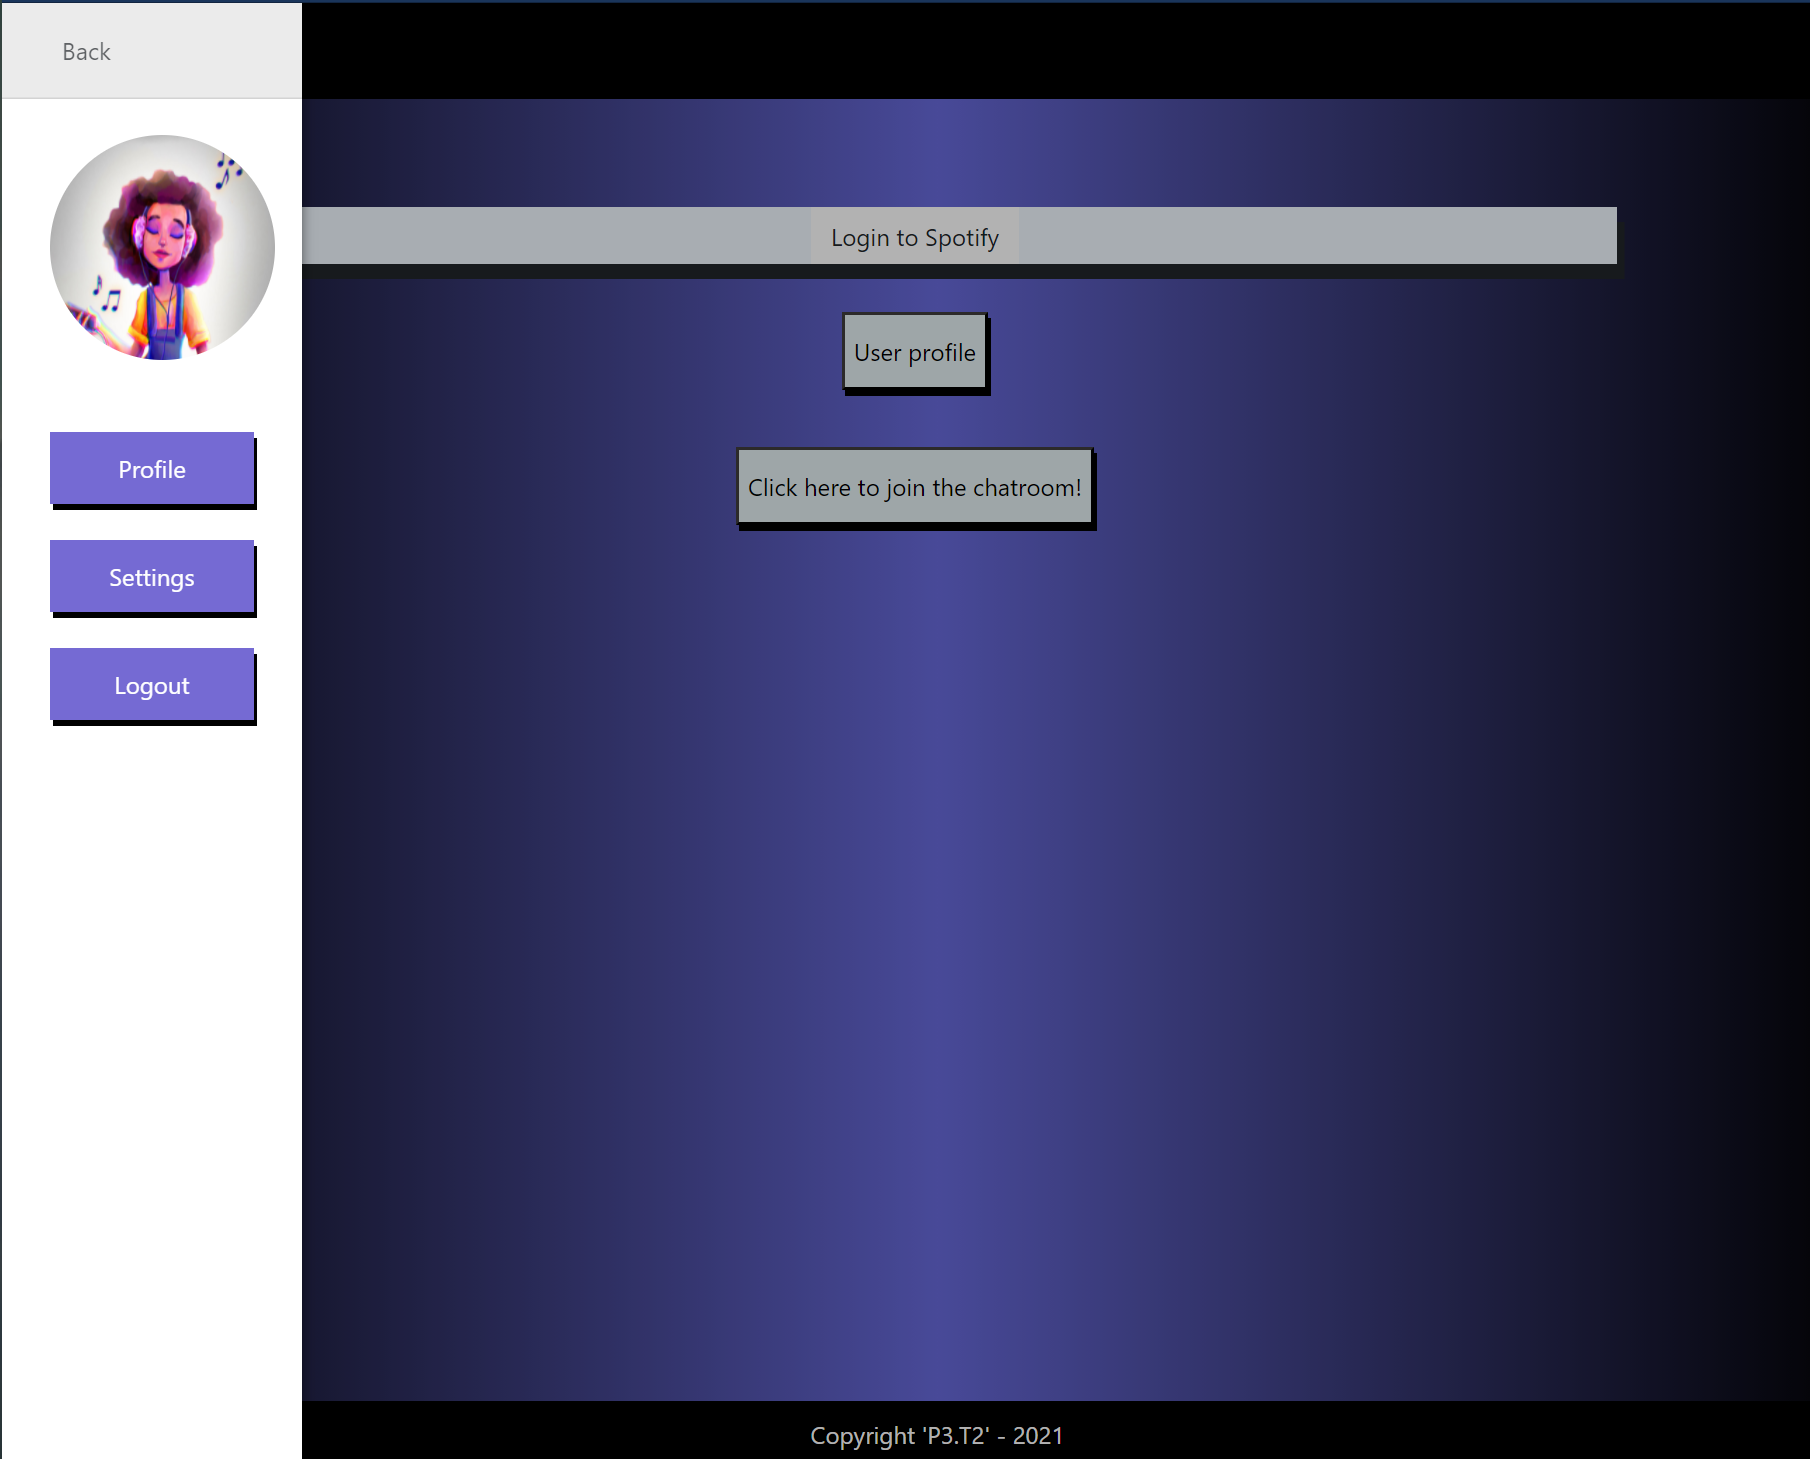 Back
Profile
Settings
Logout
Login to Spotify
User profile
Click here to join the chatroom!
Copyright 'P3.T2' - 2021